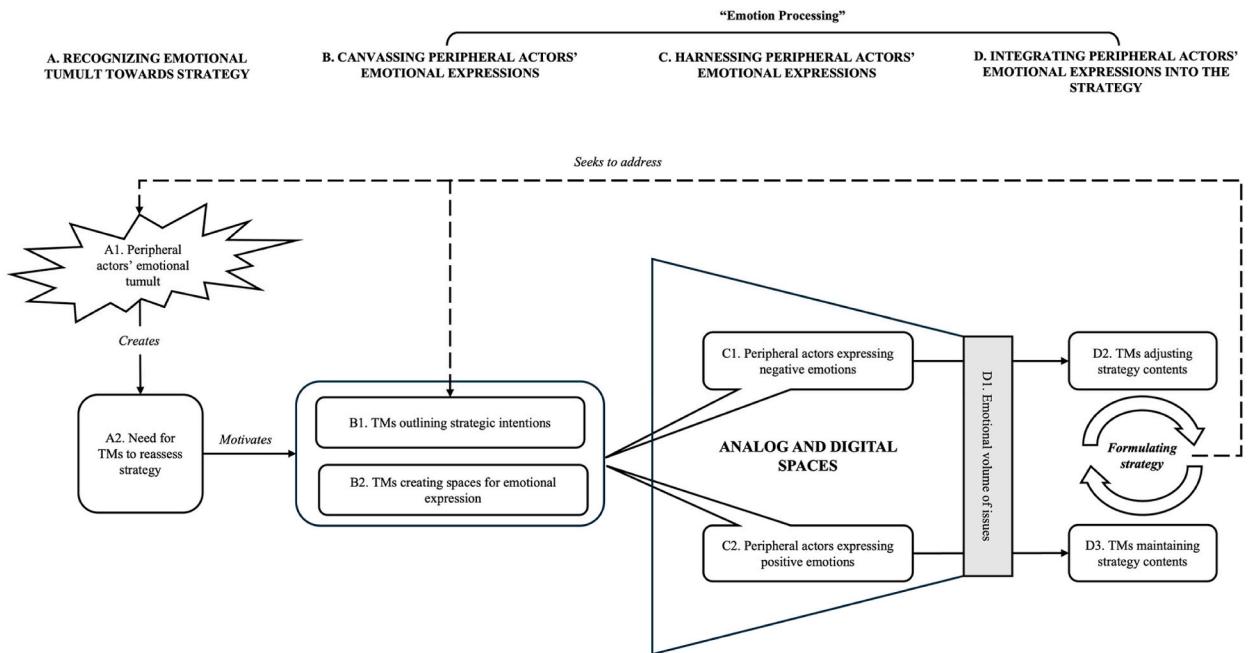 “Emotion Processing”
A. RECOGNIZING EMOTIONAL
TUMULT TOWARDS STRATEGY
B. CANVASSING PERIPHERAL ACTORS’
EMOTIONAL EXPRESSIONS
C. HARNESSING PERIPHERAL ACTORS’
EMOTIONAL EXPRESSIONS
D. INTEGRATING PERIPHERAL ACTORS’
EMOTIONAL EXPRESSIONS INTO THE
STRATEGY
Seeks to address
A1. Peripheral
actors’ emotional
tumult
Creates
A2. Need for
TMs to reassess
strategy
Motivates
B1. TMs outlining strategic intentions
B2. TMs creating spaces for emotional
expression
C1. Peripheral actors expressing
negative emotions
ANALOG AND DIGITAL
SPACES
C2. Peripheral actors expressing
positive emotions
D1. Emotional volume of
issues
D2. TMs adjusting
strategy contents
Formulating
strategy
D3. TMs maintaining
strategy contents